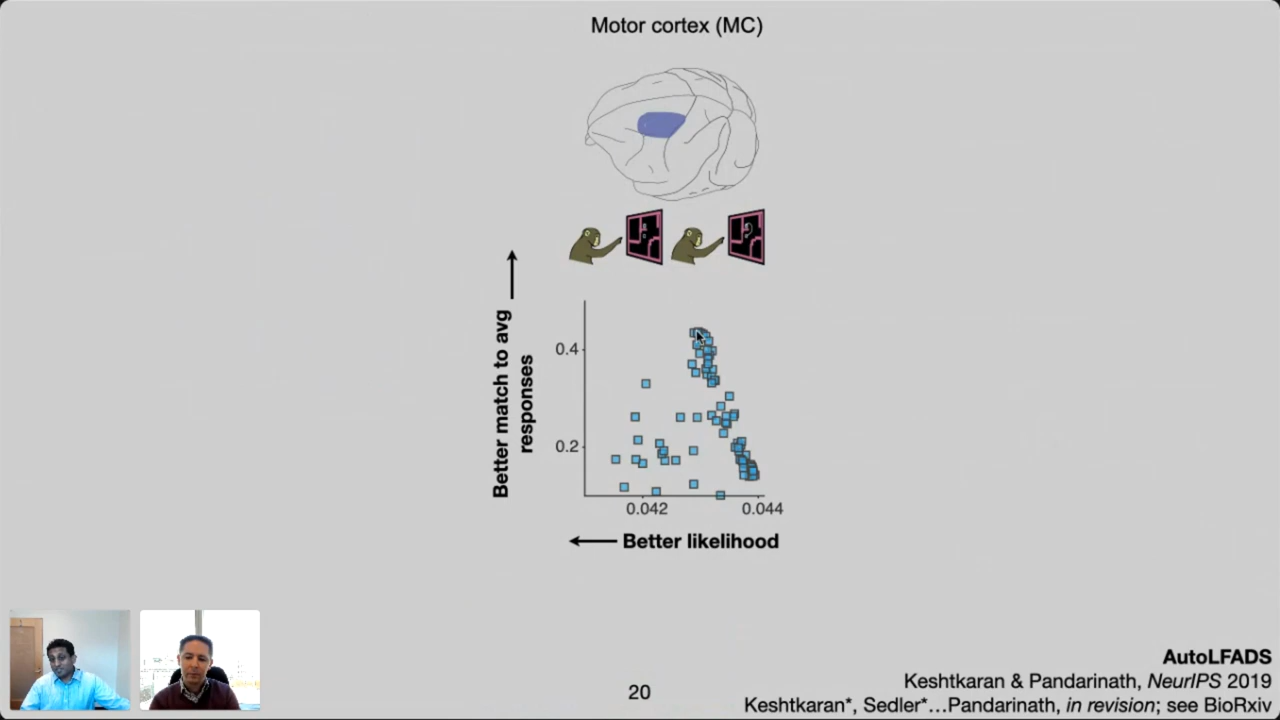 Motor cortex (MC)
Better match to avg
responses
0.4
0.2
0.042
0.044
Better likelihood
20
AutoLFADS
Keshtkaran & Pandarinath, NeurIPS 2019
Keshtkaran*, Sedler*…Pandarinath, in revision; see BioRxiv